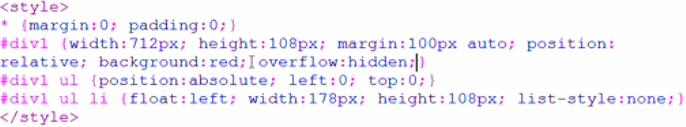 <style>
* {margin:0; padding:0;}
#div1 {width:712px; height:108px; margin:100px auto; position:
relative; background:red; overflow:hidden;}
#div1 ul {position:absolute; left:0; top:0;}
#div1 ul li {float:left; width:178px; height:108px; list-style:none;}
</style>